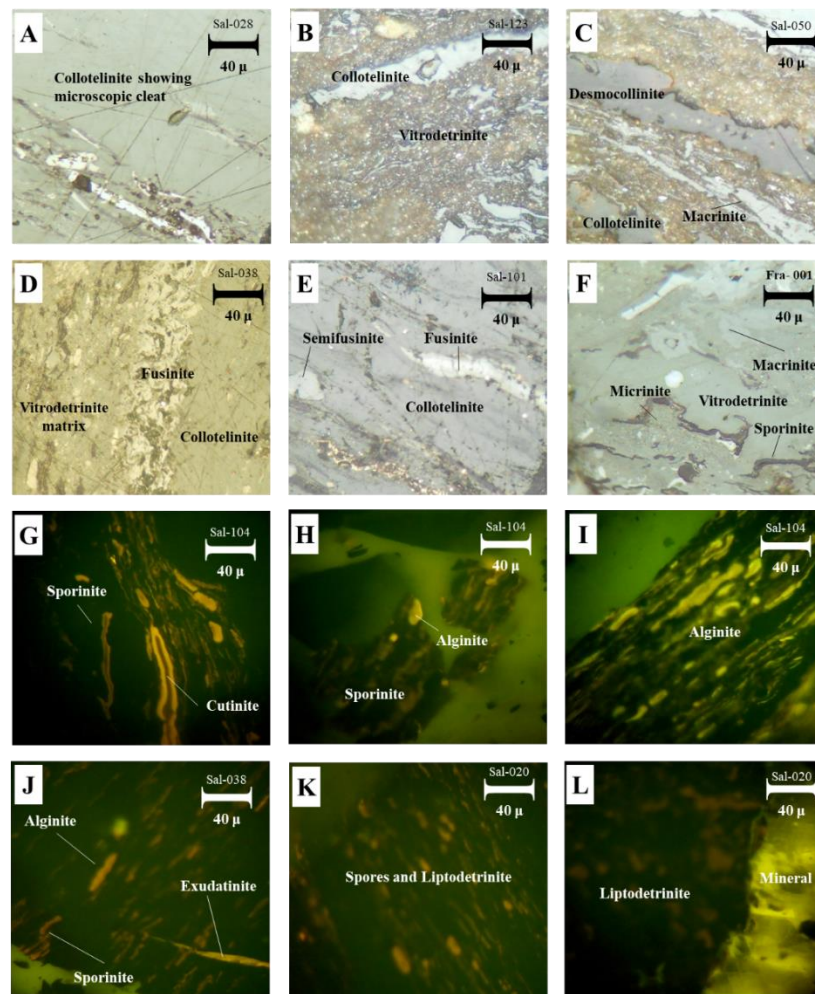 A
Sal-028
40 µ
Collotelinite showing
microscopic cleat
B
Sal-123
40 µ
Collotelinite
Vitrodetrinite
C
Sal-050
40 µ
Desmocollinite
Collotelinite
Macrinite
D
Sal-038
40 µ
Fusinite
Vitrodetrinite
matrix
Collotelinite
E
Sal-101
40 µ
Semifusinite
Fusinite
Collotelinite
F
Fra- 001
40 µ
Macrinite
Micrinite
Vitrodetrinite
Sporinite
G
Sal-104
40 µ
Sporinite
Cutinite
H
Sal-104
40 µ
Alginite
Sporinite
I
Sal-104
40 µ
Alginite
J
Sal-038
40 µ
Alginite
Exudatinite
Sporinite
K
Sal-020
40 µ
Spores and Liptodetrinite
L
Sal-020
40 µ
Liptodetrinite
Mineral